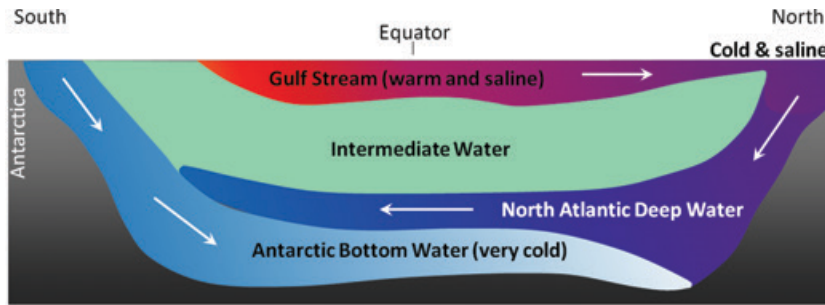 South
North
Equator
Cold & saline
Gulf Stream (warm and saline)
Antarctica
Intermediate Water
North Atlantic Deep Water
Antarctic Bottom Water (very cold)